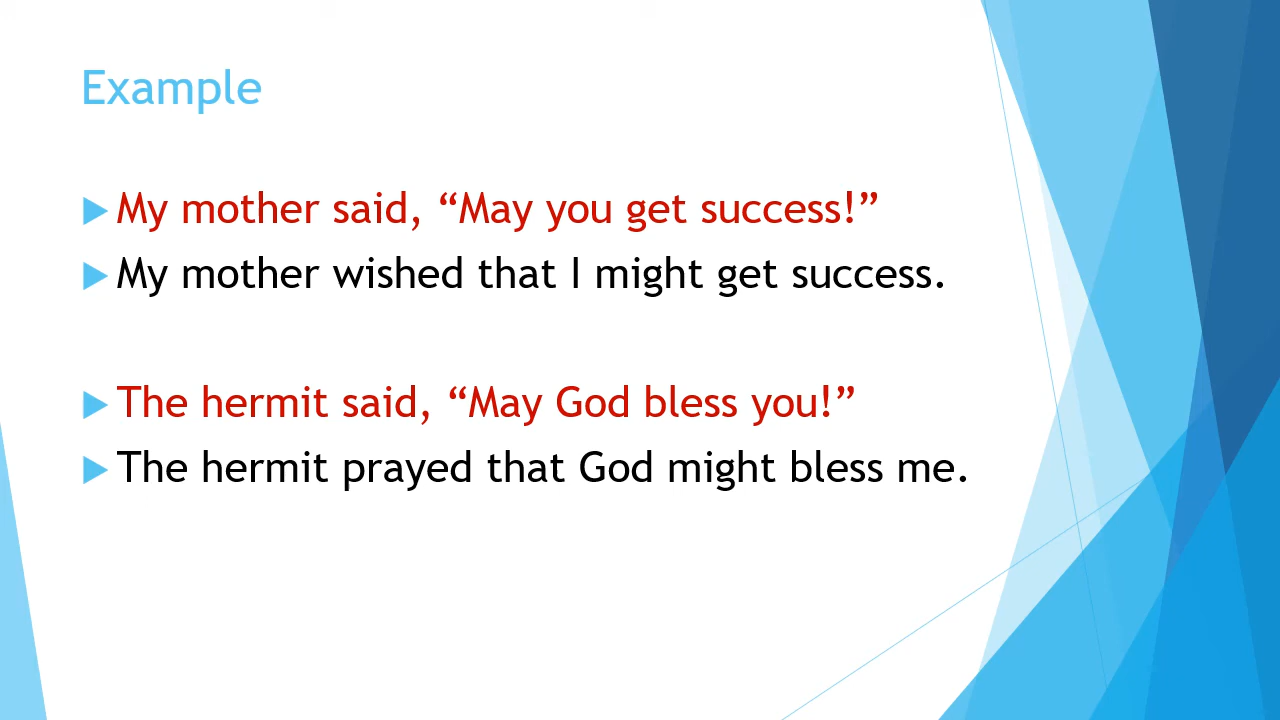 Example
My mother said, “May you get success!”
My mother wished that I might get success.
The hermit said, “May God bless you!”
The hermit prayed that God might bless me.